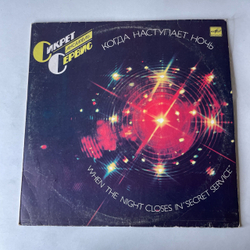 СИКРЕТ
СЕРВИС
КОГДА НАСТУПАЕТ НОЧЬ
WHEN THE NIGHT CLOSES IN "SECRET SERVICE"